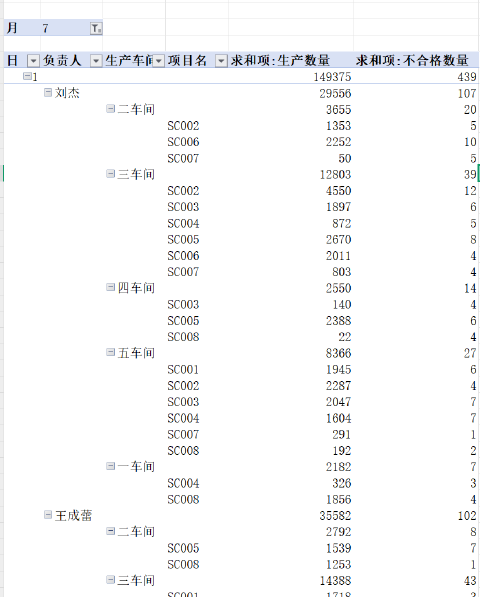 月 7
日 负责人 生产车间 项目名 求和项:生产数量 求和项:不合格数量
1 149375 439
刘杰 29556 107
二车间 3655 20
SC002 1353 5
SC006 2252 10
SC007 50 5
三车间 12803 39
SC002 4550 12
SC003 1897 6
SC004 872 5
SC005 2670 8
SC006 2011 4
SC007 803 4
四车间 2550 14
SC003 140 4
SC005 2388 6
SC008 22 4
五车间 8366 27
SC001 1945 6
SC002 2287 4
SC003 2047 7
SC004 1604 7
SC007 291 1
SC008 192 2
一车间 2182 7
SC004 326 3
SC008 1856 4
王成蕾 35582 102
二车间 2792 8
SC005 1539 7
SC008 1253 1
三车间 14388 43
SC001 1718 3